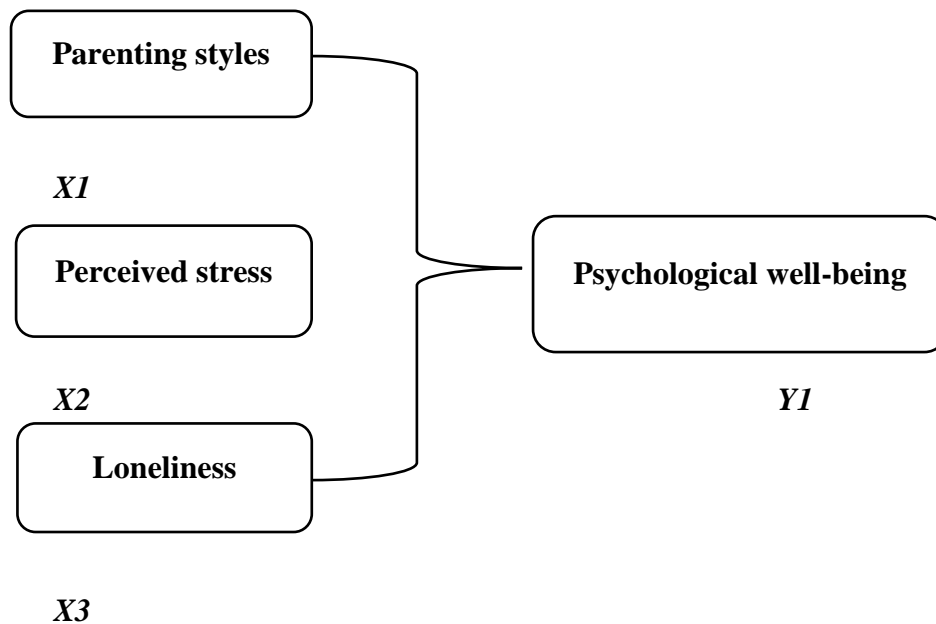 Parenting styles
X1
Perceived stress
X2
Loneliness
X3
Psychological well-being
Y1